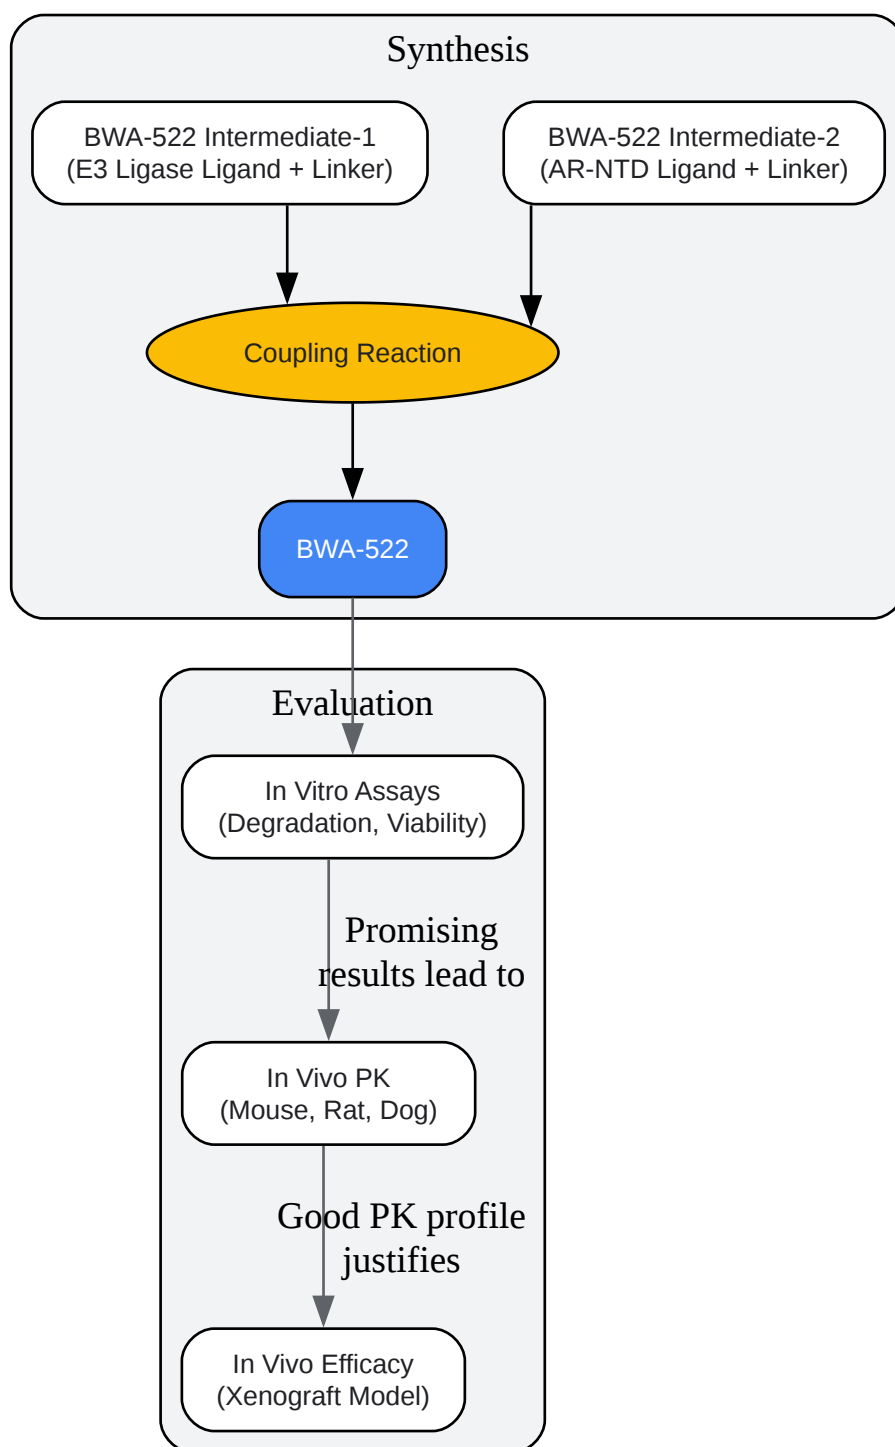 Synthesis
BWA-522 Intermediate-1
(E3 Ligase Ligand + Linker)
BWA-522 Intermediate-2
(AR-NTD Ligand + Linker)
Coupling Reaction
BWA-522
Evaluation
In Vitro Assays
(Degradation, Viability)
Promising
results lead to
In Vivo PK
(Mouse, Rat, Dog)
Good PK profile
justifies
In Vivo Efficacy
(Xenograft Model)